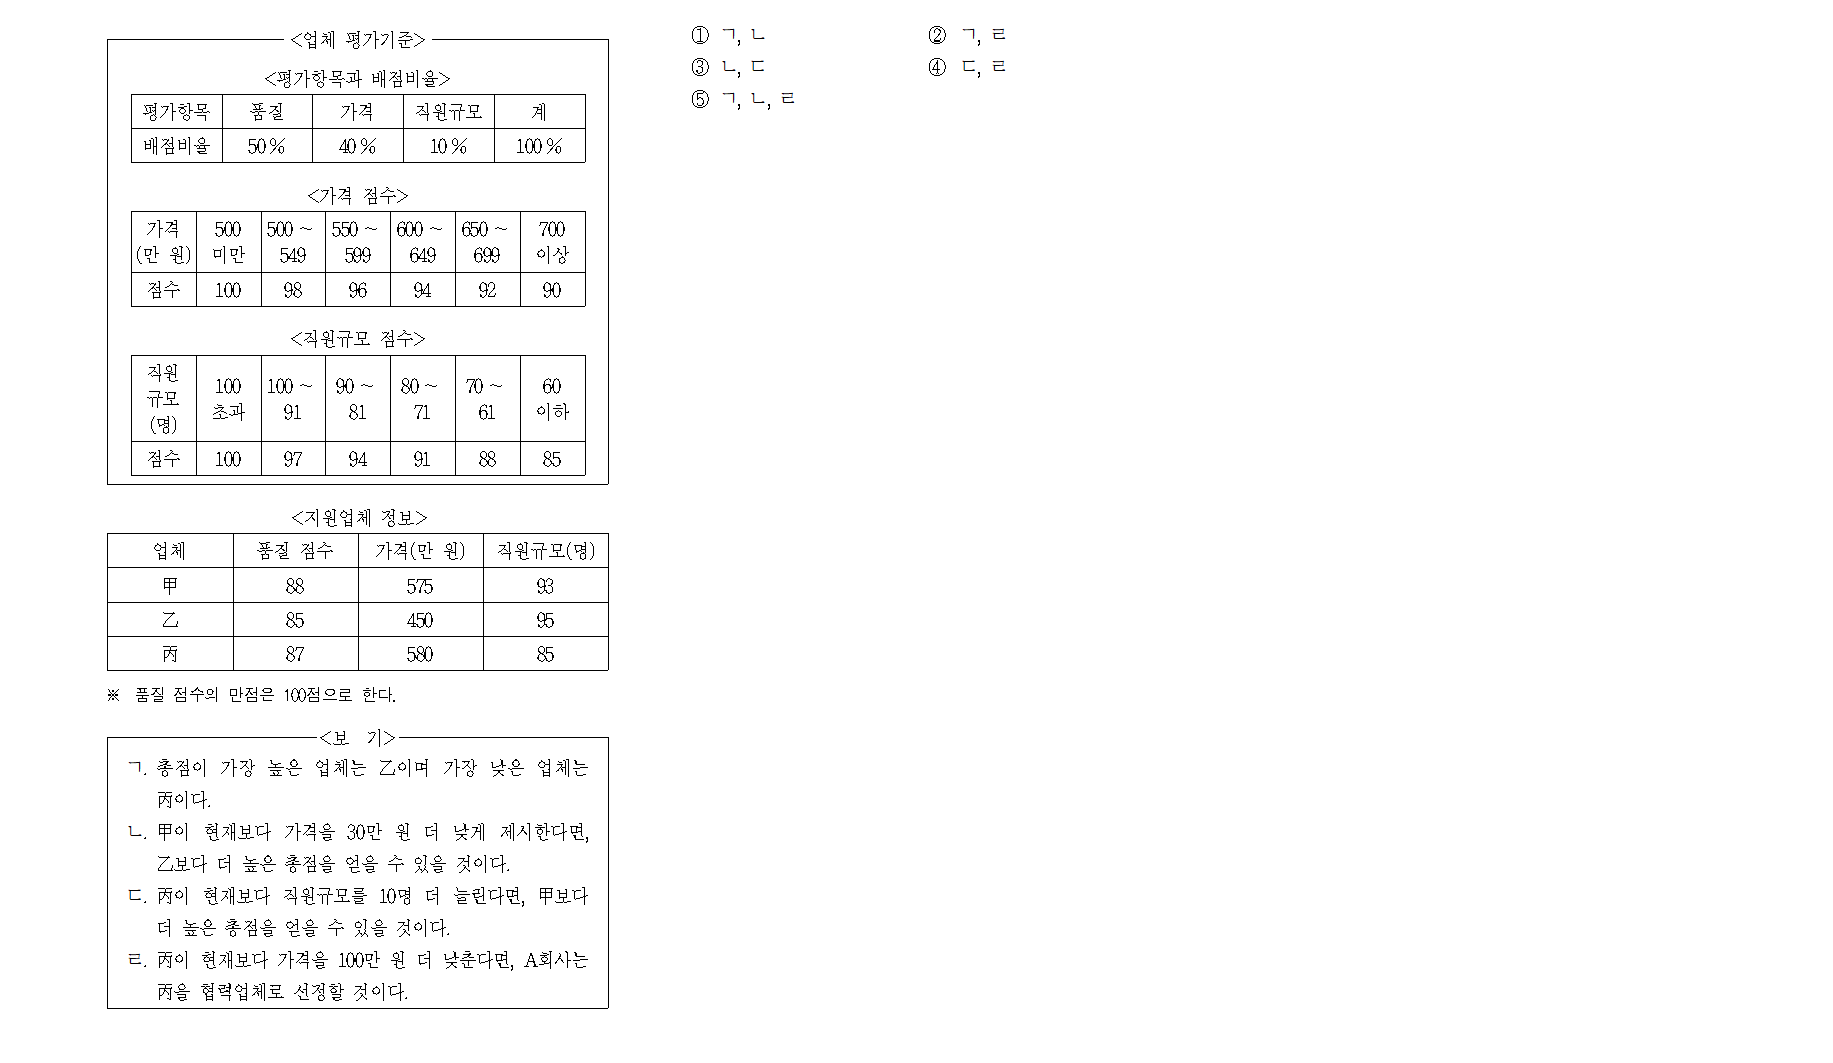 <업체 평가기준>
<평가항목과 배점비율>
평가항목 품질 가격 직원규모 계
배점비율 50% 40% 10% 100%
<가격 점수>
가격(만 원) 500 미만 500~549 550~599 600~649 650~699 700 이상
점수 100 98 96 94 92 90
<직원규모 점수>
직원규모(명) 100 초과 100~91 90~81 80~71 70~61 60 이하
점수 100 97 94 91 88 85
<지원업체 정보>
업체 품질 점수 가격(만 원) 직원규모(명)
甲 88 575 93
乙 85 450 95
丙 87 580 85
※ 품질 점수의 만점은 100점으로 한다.
<보 기>
ㄱ. 총점이 가장 높은 업체는 乙이며 가장 낮은 업체는
丙이다.
ㄴ. 甲이 현재보다 가격을 30만 원 더 낮게 제시한다면,
乙보다 더 높은 총점을 얻을 수 있을 것이다.
ㄷ. 丙이 현재보다 직원규모를 10명 더 늘린다면, 甲보다
더 높은 총점을 얻을 수 있을 것이다.
ㄹ. 丙이 현재보다 가격을 100만 원 더 낮춘다면, A회사는
丙을 협력업체로 선정할 것이다.
① ㄱ, ㄴ ② ㄱ, ㄹ
③ ㄴ, ㄷ ④ ㄷ, ㄹ
⑤ ㄱ, ㄴ, ㄹ